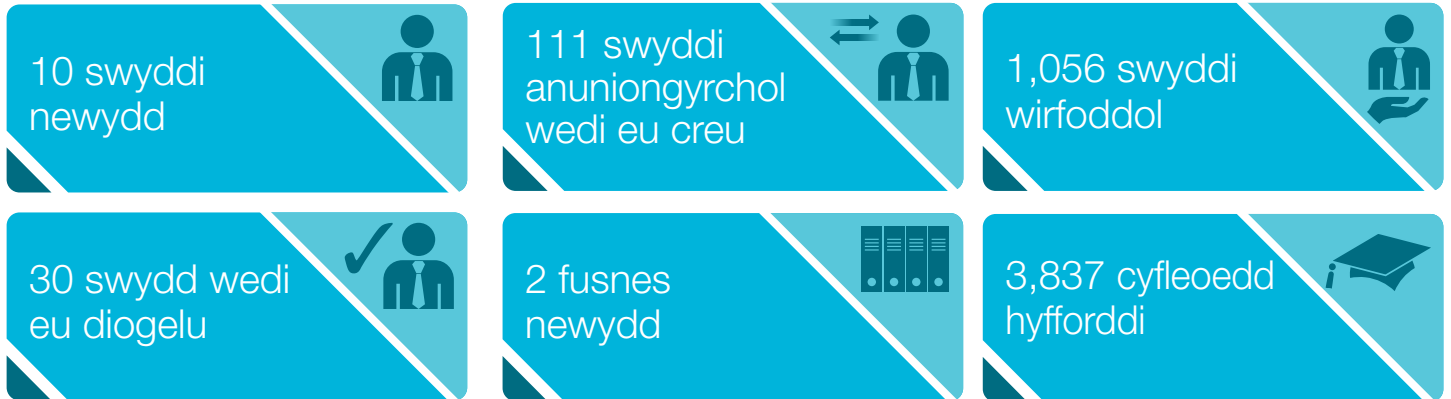 10 swyddi
newydd
111 swyddi
anuniongyrchol
wedi eu creu
1,056 swyddi
wirfoddol
30 swydd wedi
eu diogelu
2 fusnes
newydd
3,837 cyfleoedd
hyfforddi